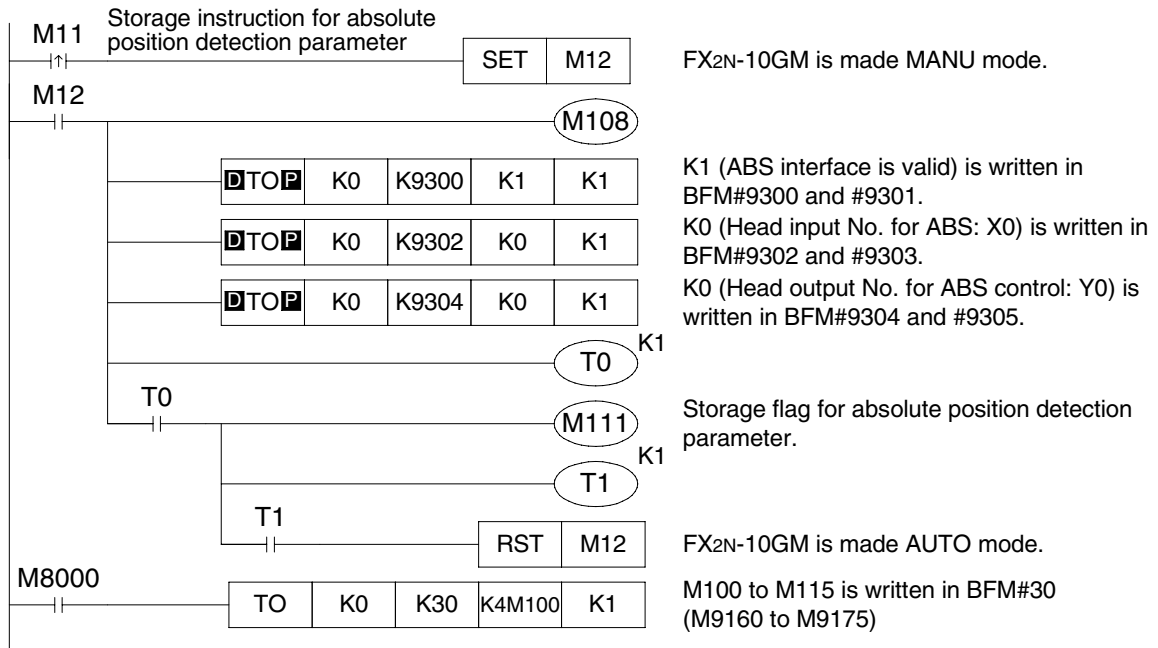 Storage instruction for absolute
position detection parameter
M11
SET M12 FX2N-10GM is made MANU mode.
M12
M108
DTOP K0 K9300 K1 K1 K1 (ABS interface is valid) is written in
BFM#9300 and #9301.
DTOP K0 K9302 K0 K1 K0 (Head input No. for ABS: X0) is written in
BFM#9302 and #9303.
DTOP K0 K9304 K0 K1 K0 (Head output No. for ABS control: Y0) is
written in BFM#9304 and #9305.
K1
T0
T0
M111 Storage flag for absolute position detection
parameter.
K1
T1
T1
RST M12 FX2N-10GM is made AUTO mode.
M8000
TO K0 K30 K4M100 K1 M100 to M115 is written in BFM#30
(M9160 to M9175)